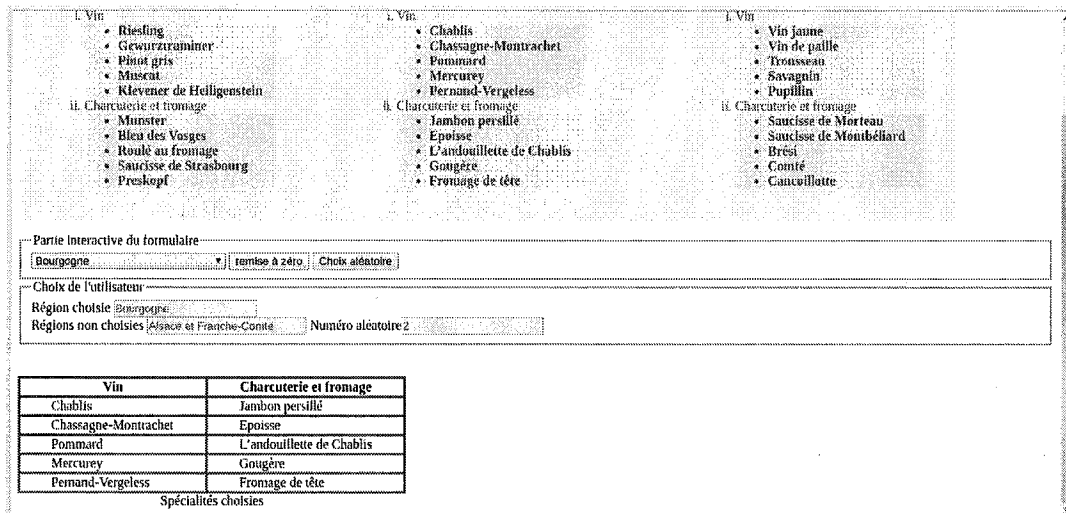 i. Vin
• Riesling
• Gewurztraminer
• Pinot gris
• Muscat
• Klevener de Heiligenstein
ii. Charcuterie et fromage
• Munster
• Bleu des Vosges
• Roulé au fromage
• Saucisse de Strasbourg
• Preskopf
i. Vin
• Chablis
• Chassagne-Montrachet
• Pommard
• Mercurey
• Pernand-Vergeless
ii. Charcuterie et fromage
• Jambon persillé
• Epoisse
• L'andouillette de Chablis
• Gougère
• Fromage de tête
i. Vin
• Vin jaune
• Vin de paille
• Trousseau
• Savagnin
• Pupillin
ii. Charcuterie et fromage
• Saucisse de Morteau
• Saucisse de Montbéliard
• Brési
• Comté
• Cancoillotte
Partie interactive du formulaire
Bourgogne remise à zéro Choix aléatoire
Choix de l'utilisateur
Région choisie Bourgogne
Régions non choisies Alsace et Franche-Comté Numéro aléatoire 2
Vin Charcuterie et fromage
Chablis Jambon persillé
Chassagne-Montrachet Epoisse
Pommard L'andouillette de Chablis
Mercurey Gougère
Pernand-Vergeless Fromage de tête
Spécialités choisies